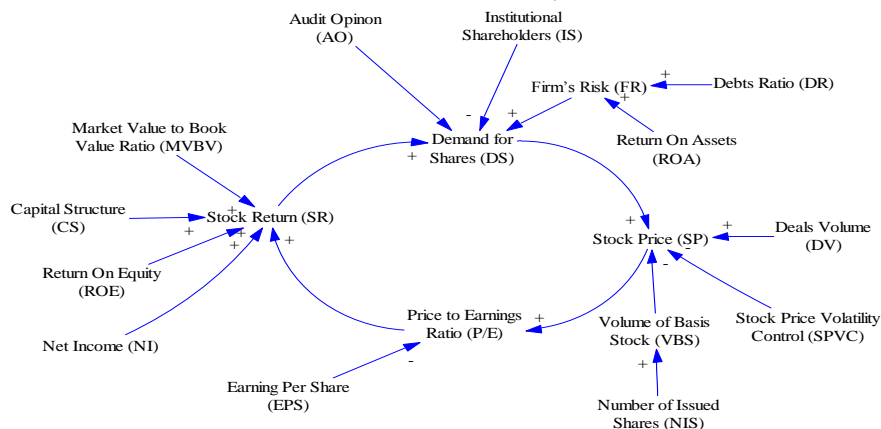 Audit Opinon
(AO)
Institutional
Shareholders (IS)
Firm's Risk (FR)
+
+
Debts Ratio (DR)
-
+
Return On Assets
(ROA)
Market Value to Book
Value Ratio (MVBV)
Demand for
Shares (DS)
+
Capital Structure
(CS)
+
+
Stock Return (SR)
+
+
+
+
Stock Price (SP)
+
-
-
Deals Volume
(DV)
Return On Equity
(ROE)
Net Income (NI)
Price to Earnings
Ratio (P/E)
+
-
Volume of Basis
Stock (VBS)
+
Stock Price Volatility
Control (SPVC)
Earning Per Share
(EPS)
Number of Issued
Shares (NIS)